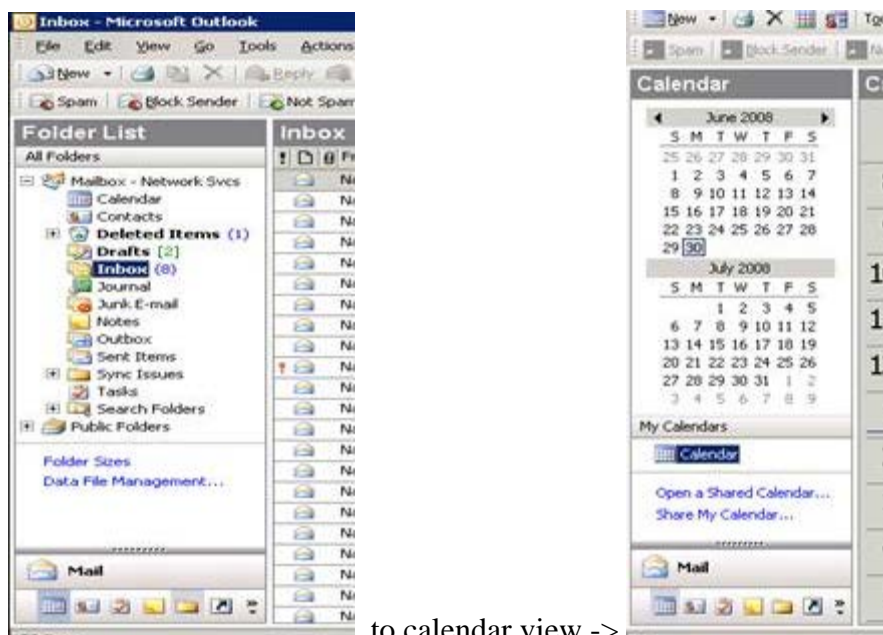 Inbox - Microsoft Outlook
File Edit View Go Tools Actions
New Reply
Spam Block Sender Not Spam
Folder List Inbox
All Folders
Mailbox - Network Svcs
Calendar
Contacts
Deleted Items (1)
Drafts [2]
Inbox (8)
Journal
Junk E-mail
Notes
Outbox
Sent Items
Sync Issues
Tasks
Search Folders
Public Folders
Folder Sizes
Data File Management...
Mail
to calendar view ->
New
Spam Block Sender
Calendar
June 2008
S M T W T F S
25 26 27 28 29 30 31
1 2 3 4 5 6 7
8 9 10 11 12 13 14
15 16 17 18 19 20 21
22 23 24 25 26 27 28
29 30
July 2008
S M T W T F S
1 2 3 4 5
6 7 8 9 10 11 12
13 14 15 16 17 18 19
20 21 22 23 24 25 26
27 28 29 30 31 1 2
3 4 5 6 7 8 9
My Calendars
Calendar
Open a Shared Calendar...
Share My Calendar...
Mail